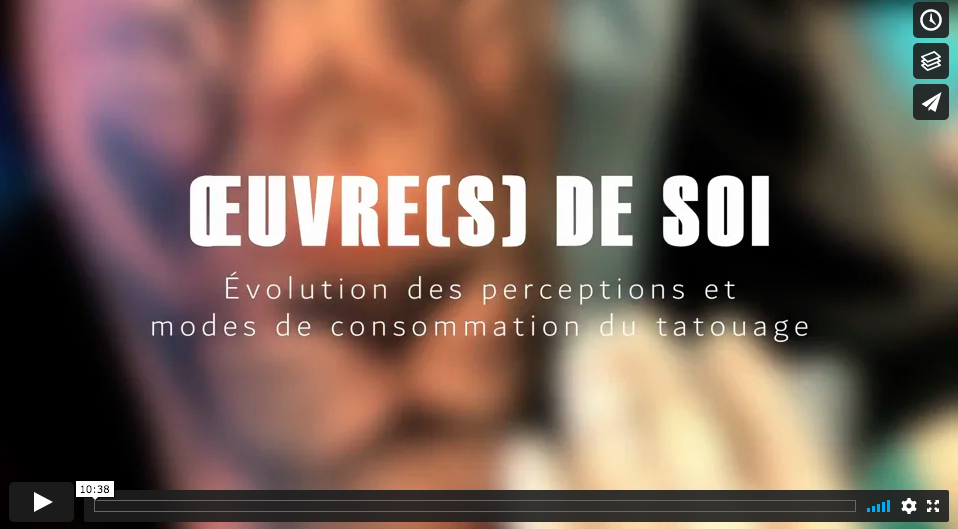 ŒUVRE(S) DE SOI
Évolution des perceptions et
modes de consommation du tatouage
10:38